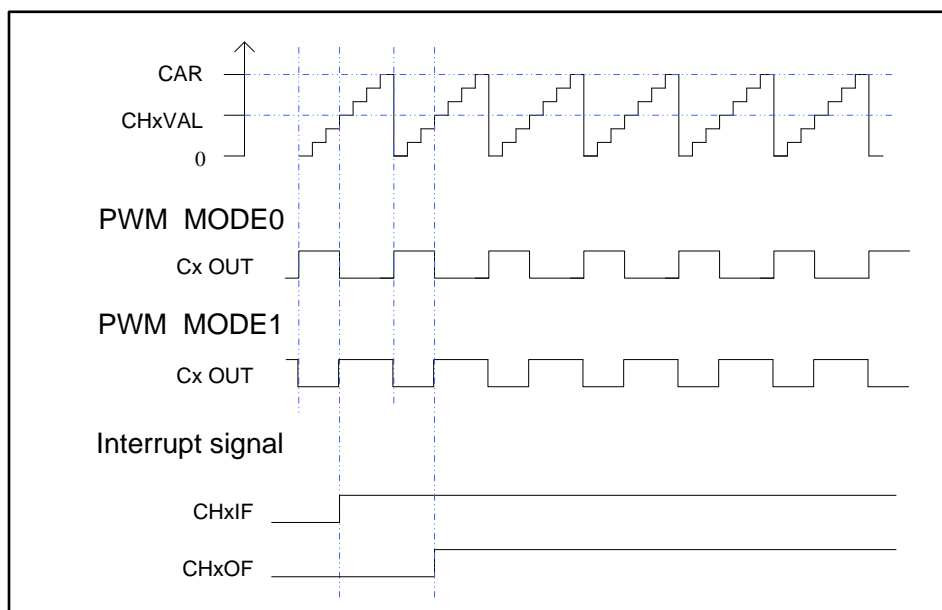 CAR
CHxVAL
0
PWM MODE0
Cx OUT
PWM MODE1
Cx OUT
Interrupt signal
CHxIF
CHxOF